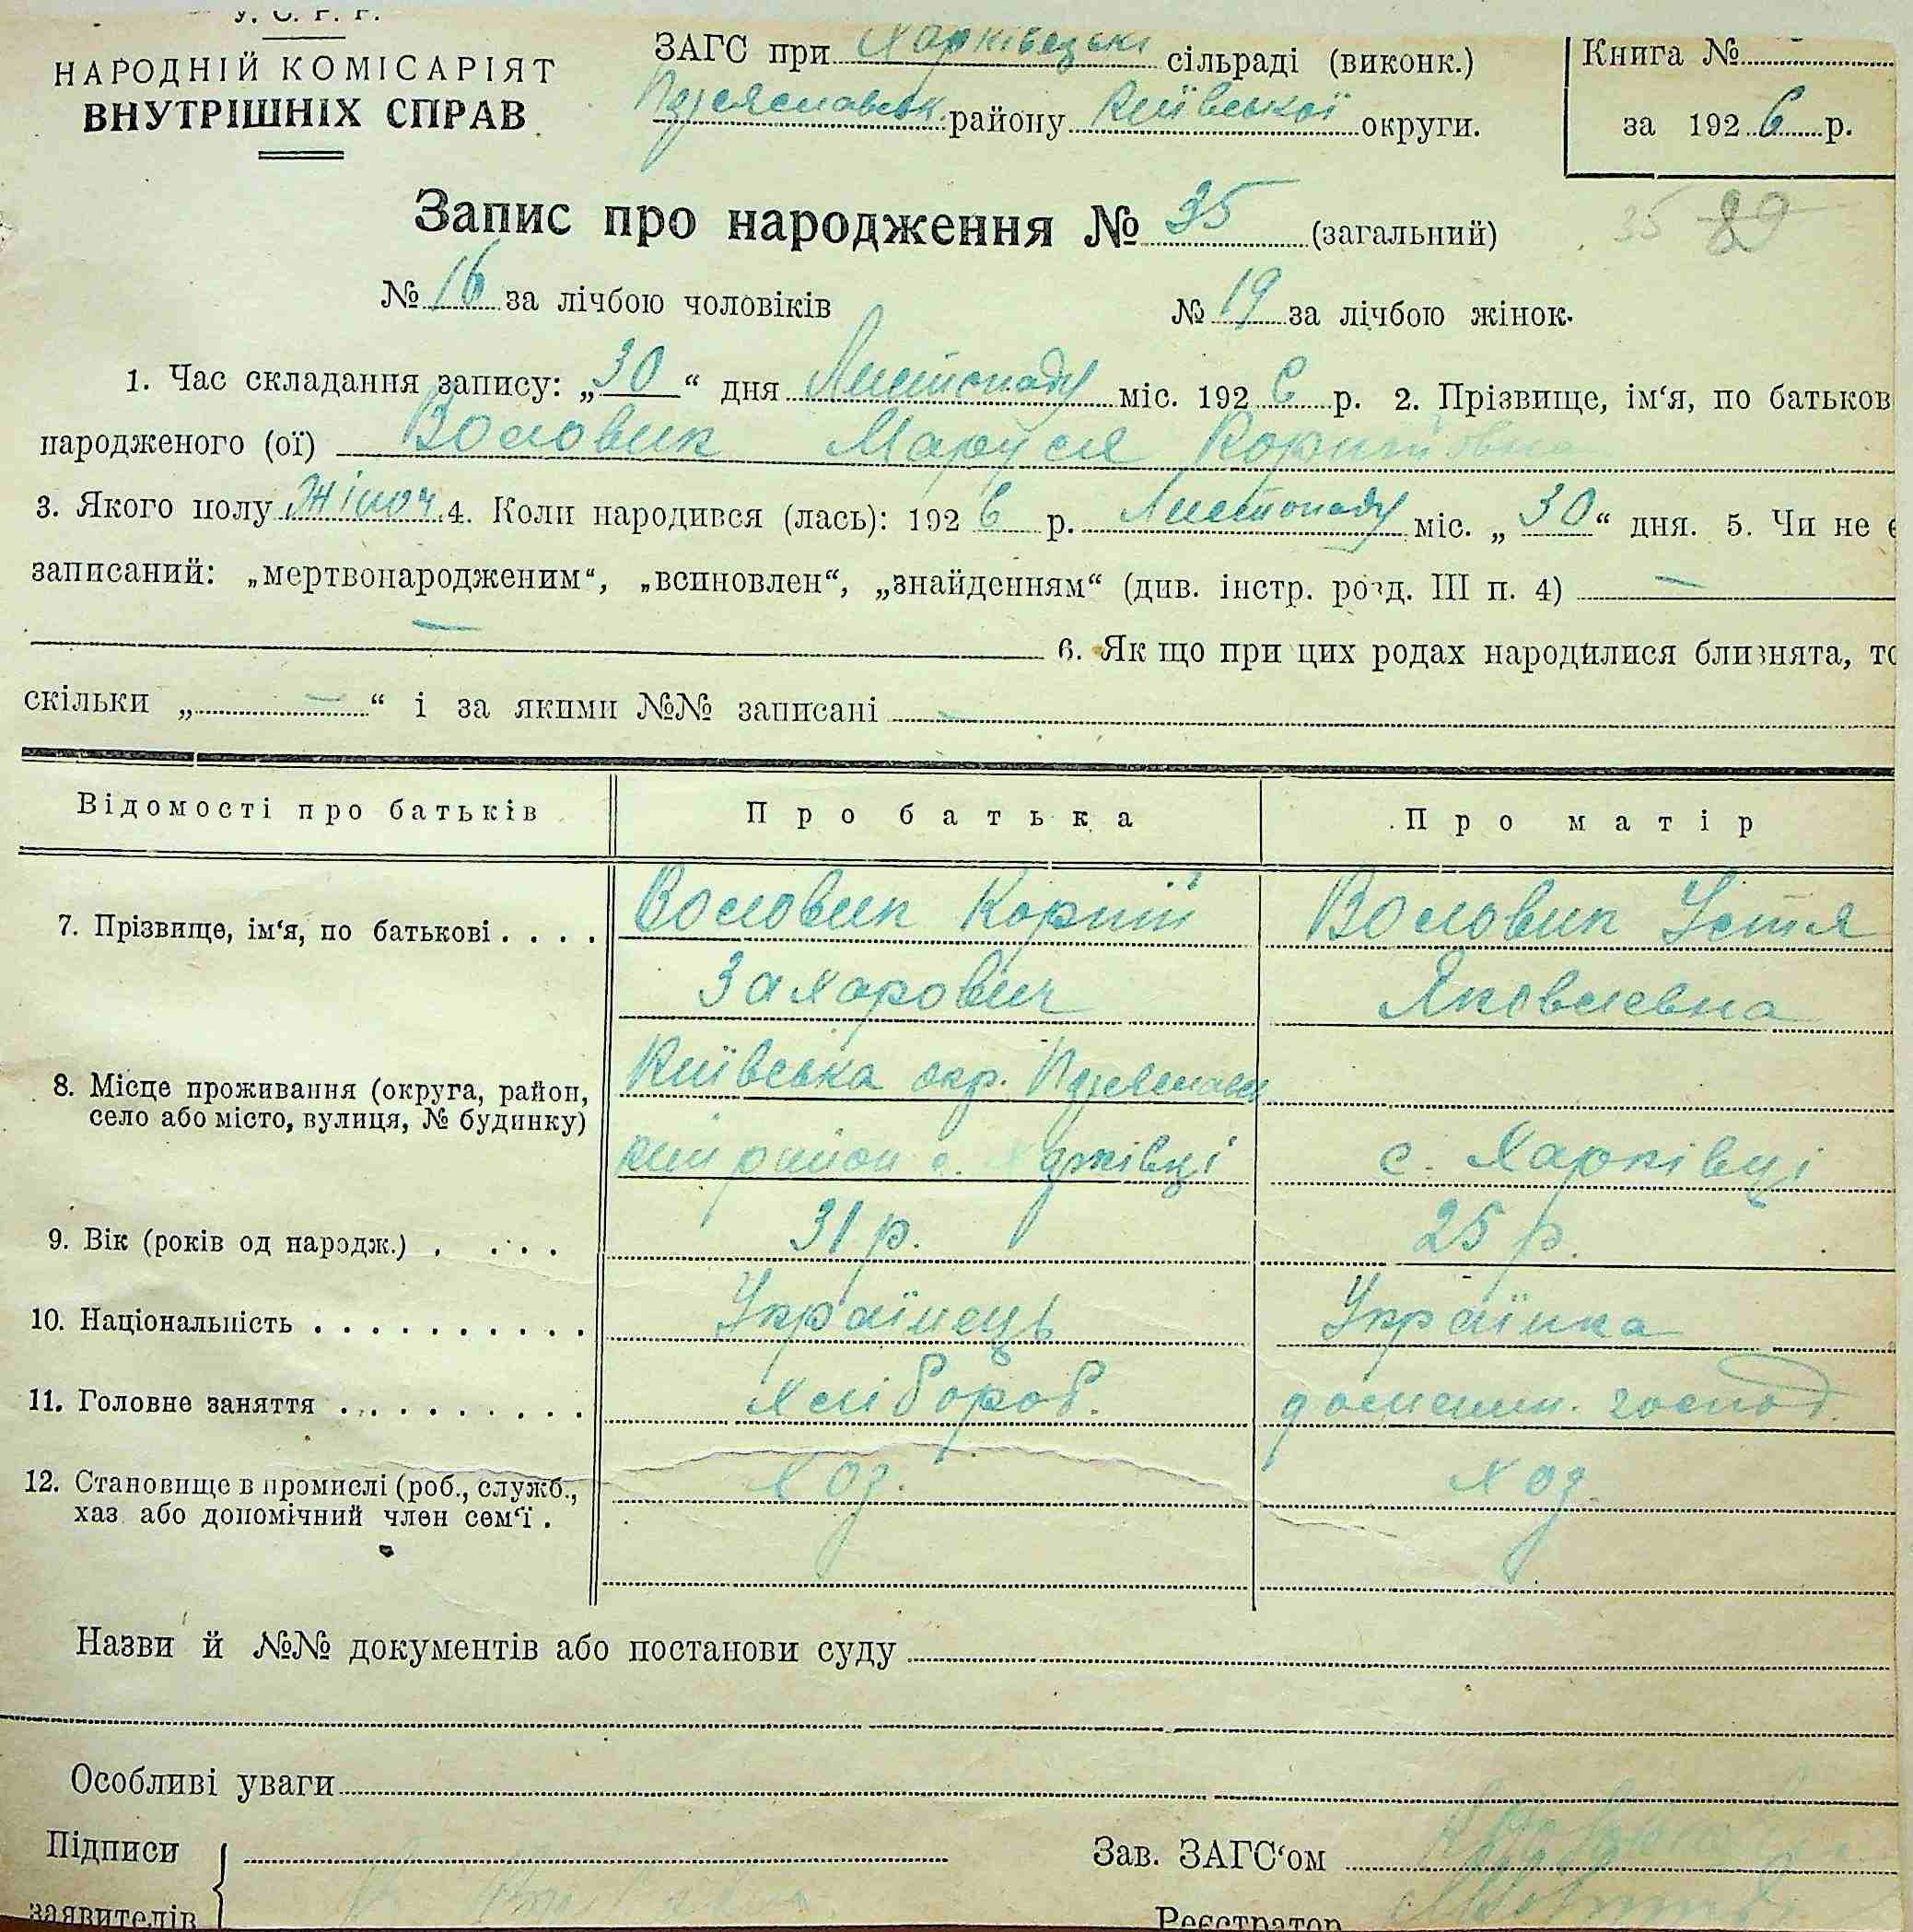 У. С. Р. Р.
НАРОДНІЙ КОМІСАРІЯТ
ВНУТРІШНІХ СПРАВ
ЗАГС при Харківецькі сільраді (виконк.)
району Київської округи.
Книга №
за 1926 р.
Запис про народження № 35 (загальний)
35 89
№ 16 за лічбою чоловіків № 19 за лічбою жінок.
1. Час складання запису: „30“ дня Листопаду міс. 1926 р. 2. Прізвище, ім‘я, по батьков
народженого (ої) Воловик Маруся Корніївна
3. Якого полу Жіноч 4. Коли народився (лась): 1926 р. Листопаду міс. „30“ дня. 5. Чи не є
записаний: „мертвонародженим“, „всиновлен“, „знайденням“ (див. інстр. розд. III п. 4) —
— 6. Як що при цих родах народилися близнята, то
скільки „ — “ і за якими №№ записані —
Відомості про батьків Про батька Про матір
7. Прізвище, ім‘я, по батькові . . . . Воловик Корній Воловик Устя
Захарович Яковлевна
8. Місце проживання (округа, район,
село або місто, вулиця, № будинку)
Київська окр.
кий район с. Харківці с. Харківці
9. Вік (років од народж.) . . . . 31 р. 25 р.
10. Національність . . . . . . . . . . Українець Українка
11. Головне заняття . . . . . . . . . . хлібороб. домашн. господ.
12. Становище в промислі (роб., служб.,
хаз. або допомічний член сем‘ї .
хоз. хоз.
Назви й №№ документів або постанови суду
Особливі уваги
Підписи
заявителів
Зав. ЗАГС‘ом
Реєстратор